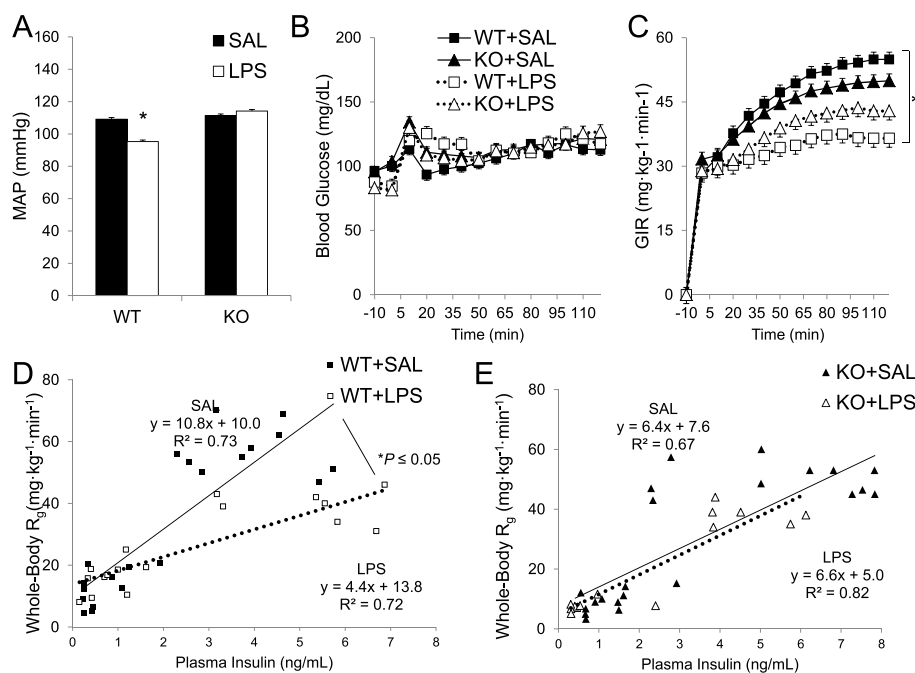 A
MAP (mmHg)
160
140
120
100
80
60
40
20
0
SAL
LPS
*
WT
KO
B
Blood Glucose (mg/dL)
200
150
100
50
0
WT+SAL
KO+SAL
WT+LPS
KO+LPS
-10 5 20 35 50 65 80 95 110
Time (min)
C
GIR (mg·kg-1·min-1)
60
45
30
15
0
*
-10 5 20 35 50 65 80 95 110
Time (min)
D
Whole-Body Rg(mg·kg⁻¹·min⁻¹)
80
60
40
20
0
WT+SAL
WT+LPS
SAL
y = 10.8x + 10.0
R² = 0.73
*P ≤ 0.05
LPS
y = 4.4x + 13.8
R² = 0.72
0 1 2 3 4 5 6 7 8
Plasma Insulin (ng/mL)
E
Whole-Body Rg (mg·kg⁻¹·min⁻¹)
80
60
40
20
0
KO+SAL
KO+LPS
SAL
y = 6.4x + 7.6
R² = 0.67
LPS
y = 6.6x + 5.0
R² = 0.82
0 1 2 3 4 5 6 7 8
Plasma Insulin (ng/mL)